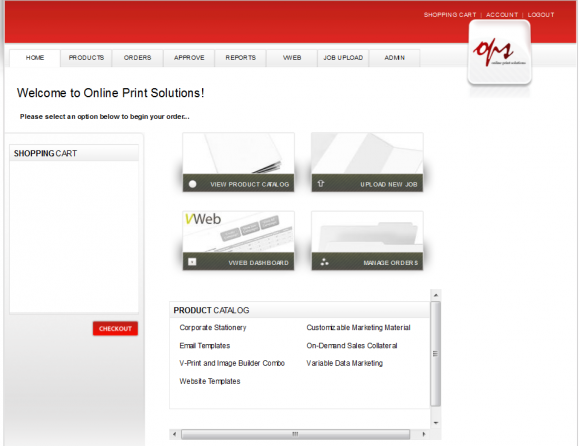 SHOPPING CART | ACCOUNT | LOGOUT
ops
online print solutions
HOME PRODUCTS ORDERS APPROVE REPORTS VWEB JOB UPLOAD ADMIN
Welcome to Online Print Solutions!
Please select an option below to begin your order...
SHOPPING CART
CHECKOUT
VIEW PRODUCT CATALOG
UPLOAD NEW JOB
VWeb
VWEB DASHBOARD
MANAGE ORDERS
PRODUCT CATALOG
Corporate Stationery Customizable Marketing Material
Email Templates On-Demand Sales Collateral
V-Print and Image Builder Combo Variable Data Marketing
Website Templates